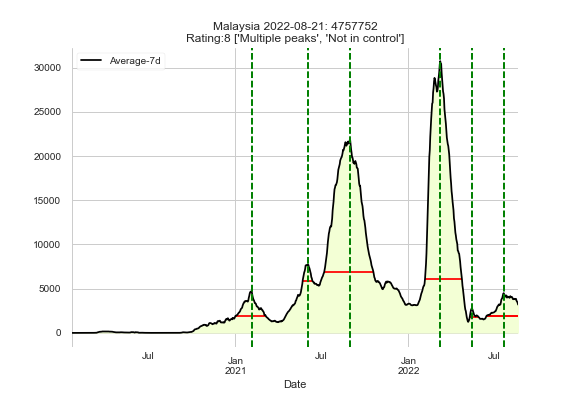 Malaysia 2022-08-21: 4757752
Rating:8 ['Multiple peaks', 'Not in control']
Average-7d
30000
25000
20000
15000
10000
5000
0
Jul
Jan
2021
Jul
Jan
2022
Jul
Date